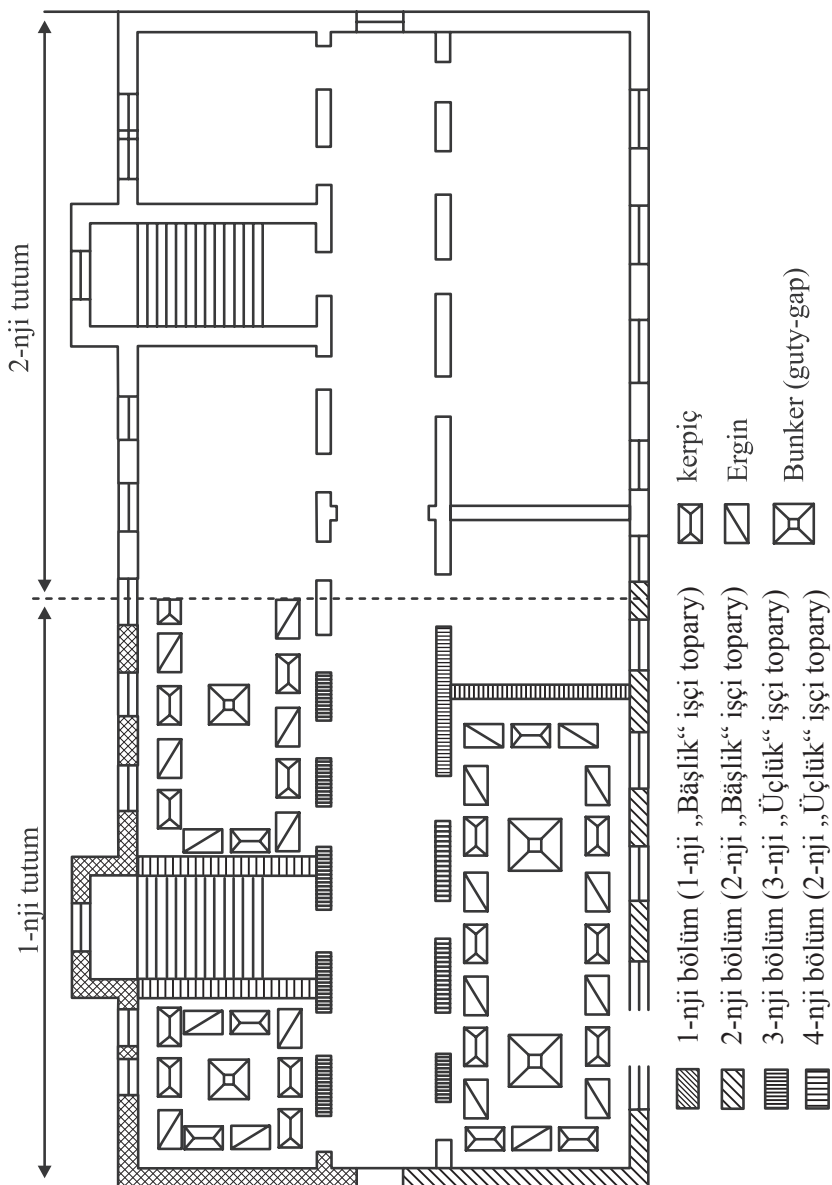 1-nji tutum
2-nji tutum
1-nji bölüm (1-nji „Bäşlik“ işçi topary)
2-nji bölüm (2-nji „Bäşlik“ işçi topary)
3-nji bölüm (3-nji „Üçlük“ işçi topary)
4-nji bölüm (2-nji „Üçlük“ işçi topary)
kerpiç
Ergin
Bunker (guty-gap)